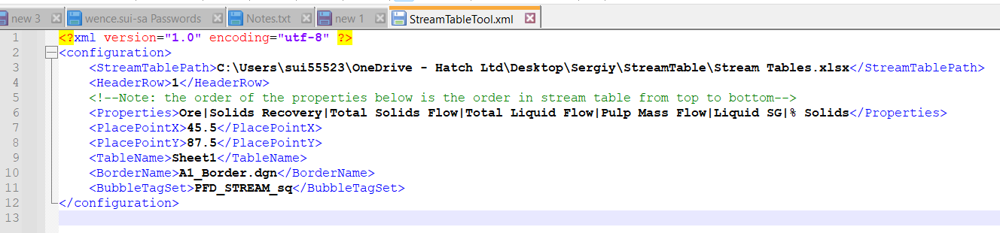 new 3 wence.sui-sa Passwords Notes.txt new 1 StreamTableTool.xml
1 <?xml version="1.0" encoding="utf-8" ?>
2 <configuration>
3 <StreamTablePath>C:\Users\sui55523\OneDrive - Hatch Ltd\Desktop\Sergiy\StreamTable\Stream Tables.xlsx</StreamTablePath>
4 <HeaderRow>1</HeaderRow>
5 <!--Note: the order of the properties below is the order in stream table from top to bottom-->
6 <Properties>Ore|Solids Recovery|Total Solids Flow|Total Liquid Flow|Pulp Mass Flow|Liquid SG|% Solids</Properties>
7 <PlacePointX>45.5</PlacePointX>
8 <PlacePointY>87.5</PlacePointY>
9 <TableName>Sheet1</TableName>
10 <BorderName>A1_Border.dgn</BorderName>
11 <BubbleTagSet>PFD_STREAM_sq</BubbleTagSet>
12 </configuration>
13